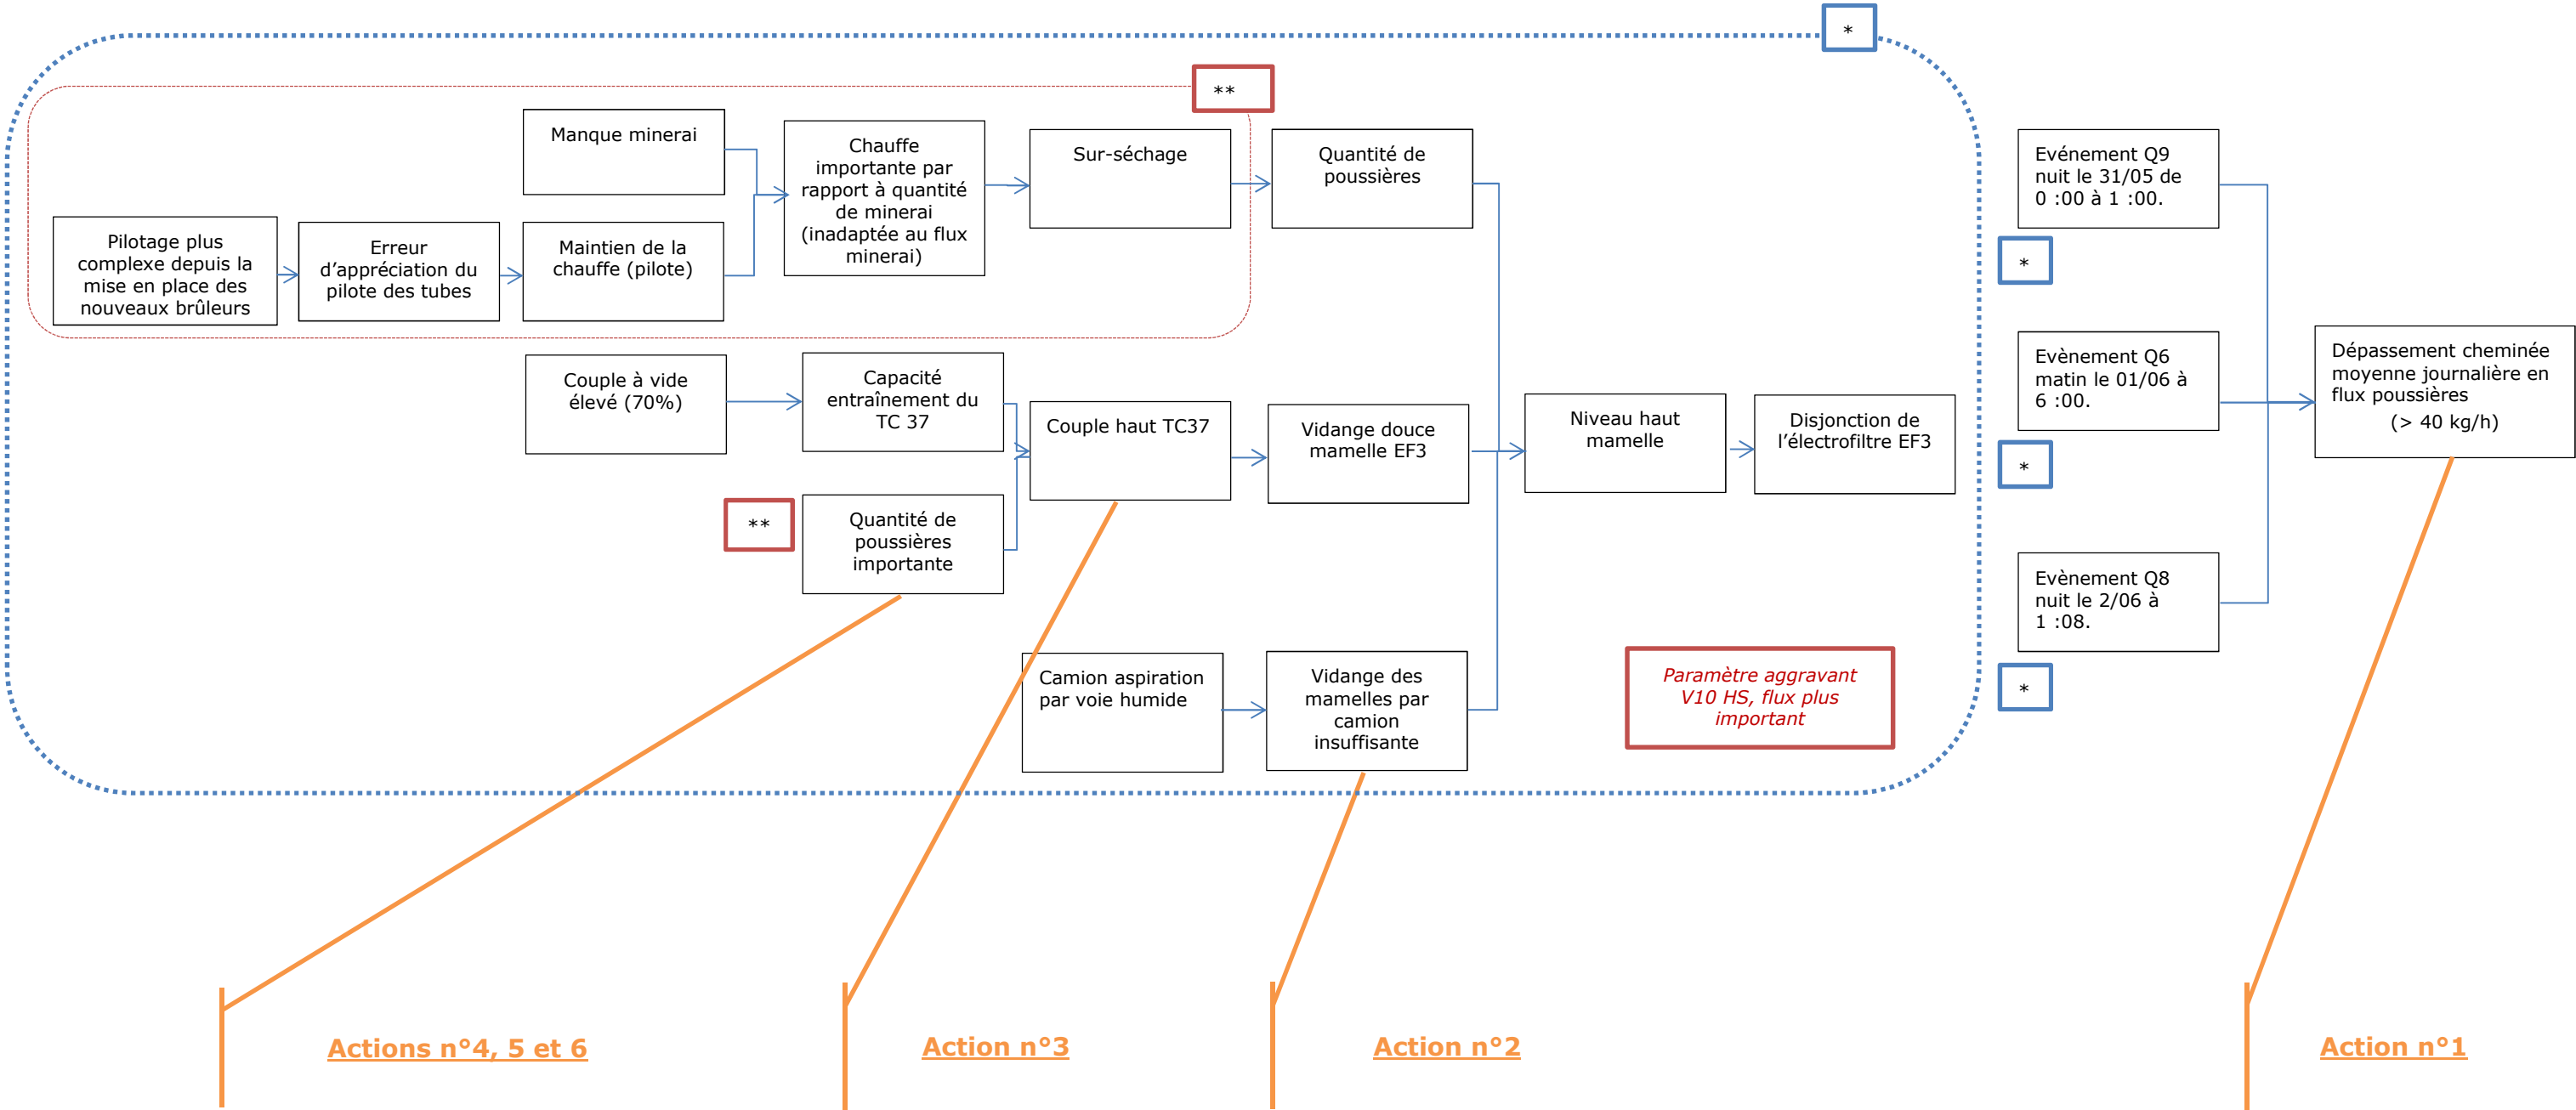 *
**
Manque minerai
Chauffe
importante par
rapport à quantité
de minerai
(inadaptée au flux
minerai)
Sur-séchage
Quantité de
poussières
Evénement Q9
nuit le 31/05 de
0 :00 à 1 :00.
Pilotage plus
complexe depuis la
mise en place des
nouveaux brûleurs
Erreur
d’appréciation du
pilote des tubes
Maintien de la
chauffe (pilote)
*
Couple à vide
élevé (70%)
Capacité
entraînement du
TC 37
Couple haut TC37
Vidange douce
mamelle EF3
Niveau haut
mamelle
Disjonction de
l’électrofiltre EF3
Evènement Q6
matin le 01/06 à
6 :00.
Dépassement cheminée
moyenne journalière en
flux poussières
(> 40 kg/h)
*
**
Quantité de
poussières
importante
Evènement Q8
nuit le 2/06 à
1 :08.
Camion aspiration
par voie humide
Vidange des
mamelles par
camion
insuffisante
Paramètre aggravant
V10 HS, flux plus
important
*
Actions n°4, 5 et 6
Action n°3
Action n°2
Action n°1